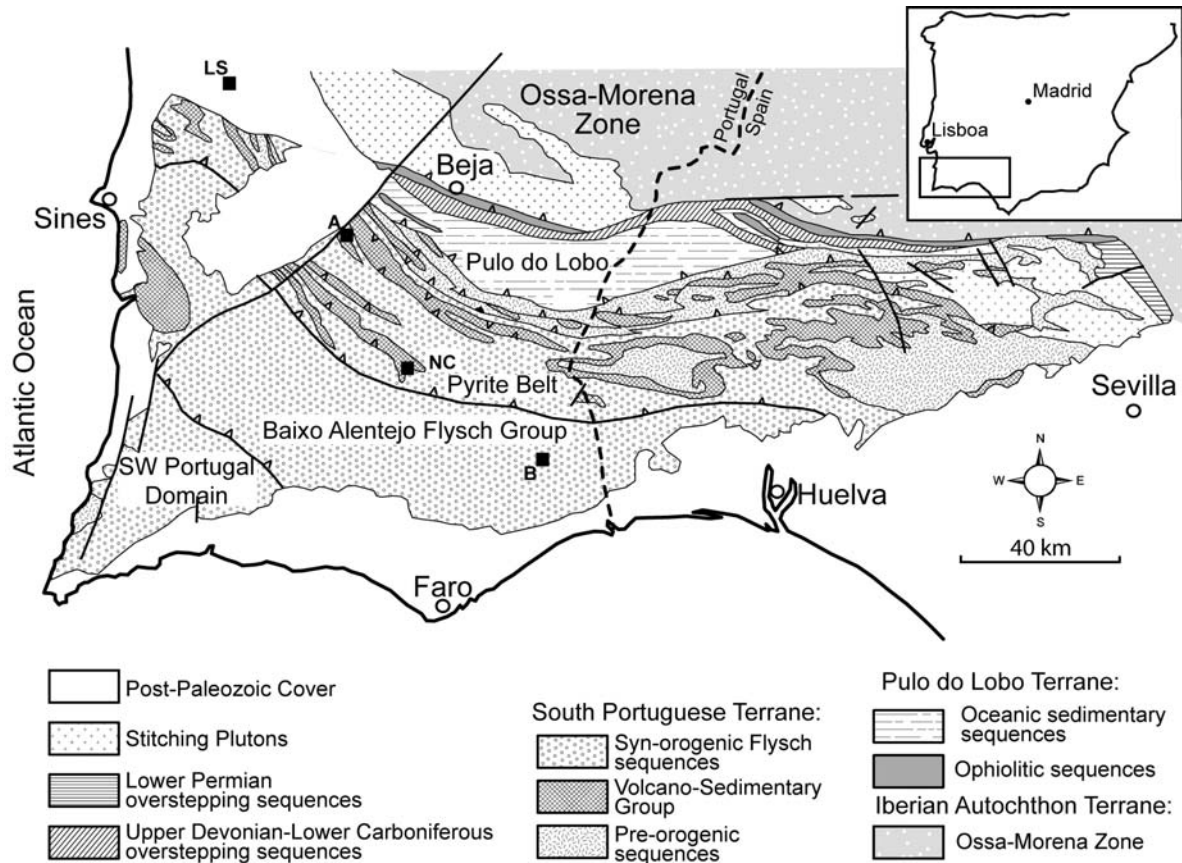 LS
Ossa-Morena
Zone
Portugal
Spain
Madrid
Lisboa
Beja
Sines
A
Pulo do Lobo
NC
Pyrite Belt
Sevilla
Atlantic Ocean
Baixo Alentejo Flysch Group
SW Portugal
Domain
B
Huelva
N
W E
S
40 km
Faro
Post-Paleozoic Cover
Stitching Plutons
Lower Permian
overstepping sequences
Upper Devonian-Lower Carboniferous
overstepping sequences
South Portuguese Terrane:
Syn-orogenic Flysch
sequences
Volcano-Sedimentary
Group
Pre-orogenic
sequences
Pulo do Lobo Terrane:
Oceanic sedimentary
sequences
Ophiolitic sequences
Iberian Autochthon Terrane:
Ossa-Morena Zone